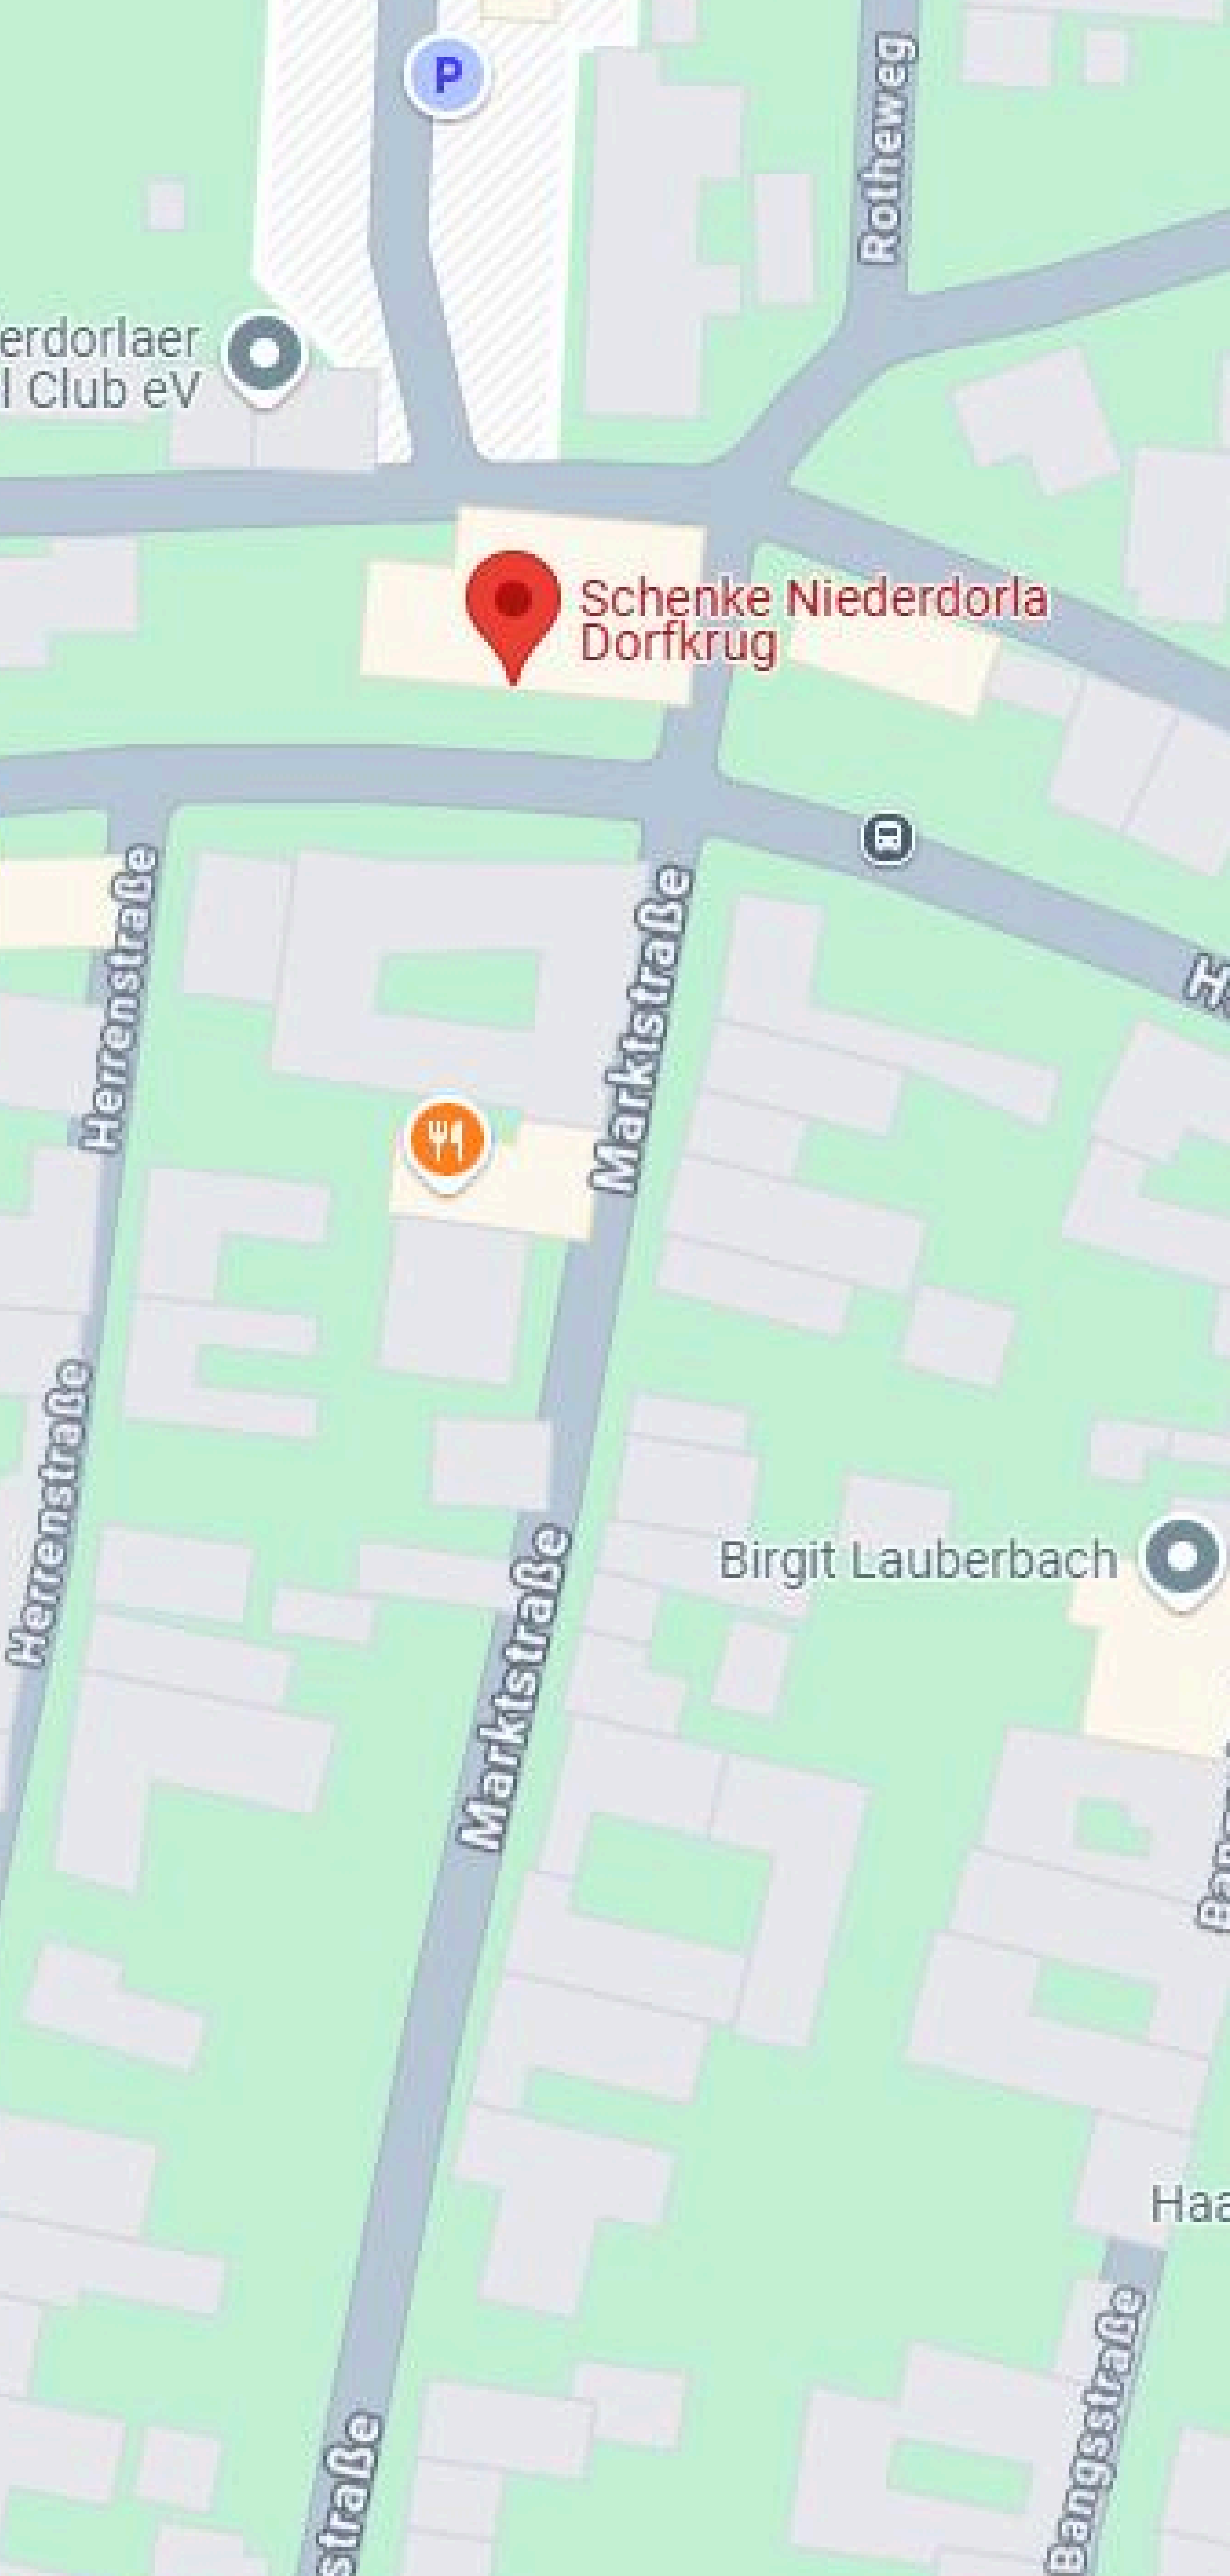 P
Rotheweg
erdorlaer
l Club eV
Schenke Niederdorla
Dorfkrug
Herrenstraße
Marktstraße
Herrenstraße
Marktstraße
Birgit Lauberbach
Haa
Bangsstraße
straße